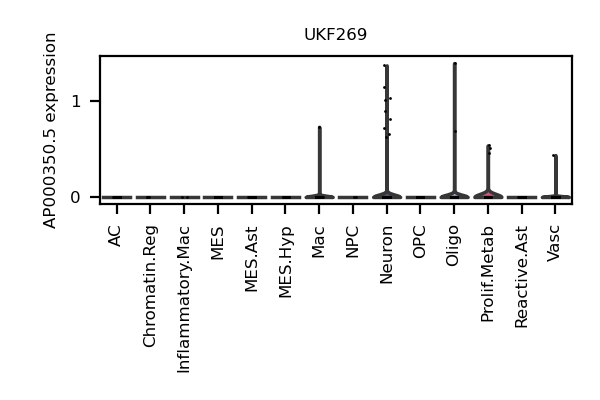 UKF269
AP000350.5 expression
1
0
AC
Chromatin.Reg
Inflammatory.Mac
MES
MES.Ast
MES.Hyp
Mac
NPC
Neuron
OPC
Oligo
Prolif.Metab
Reactive.Ast
Vasc